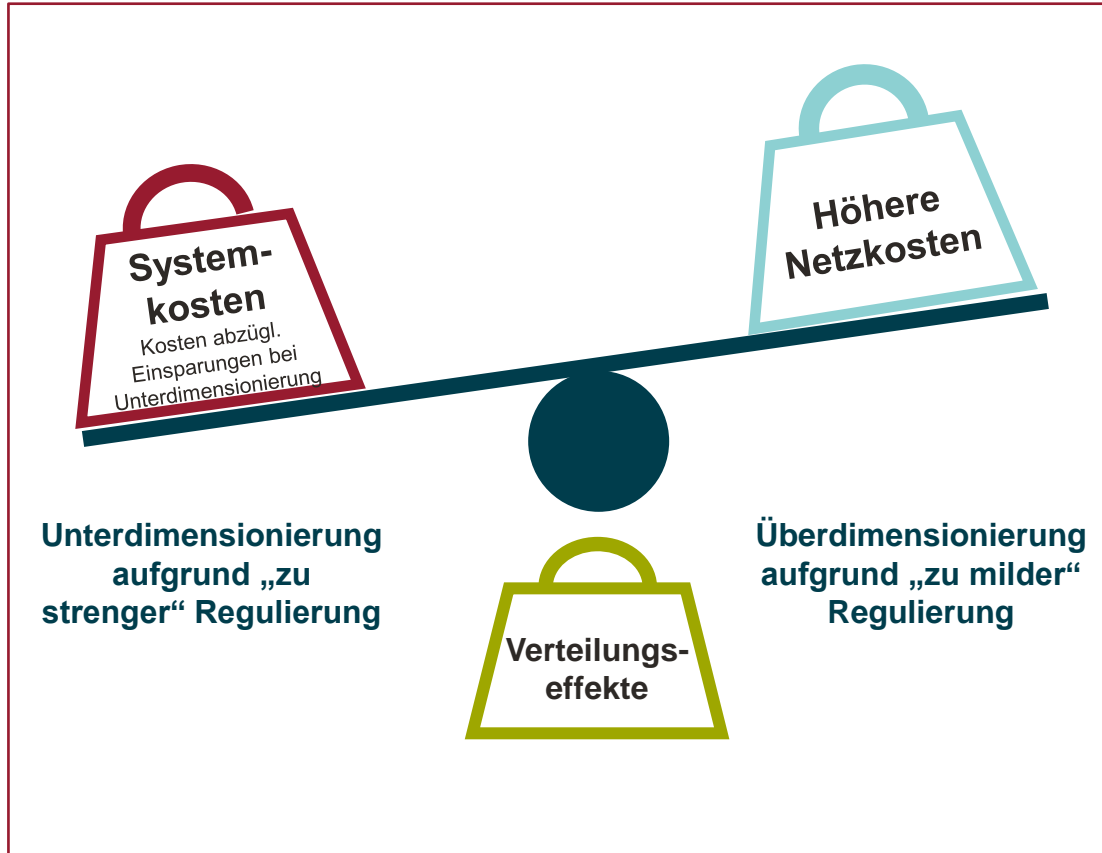 System-
kosten
Kosten abzügl.
Einsparungen bei
Unterdimensionierung
Höhere
Netzkosten
Unterdimensionierung
aufgrund „zu
strenger“ Regulierung
Überdimensionierung
aufgrund „zu milder“
Regulierung
Verteilungs-
effekte